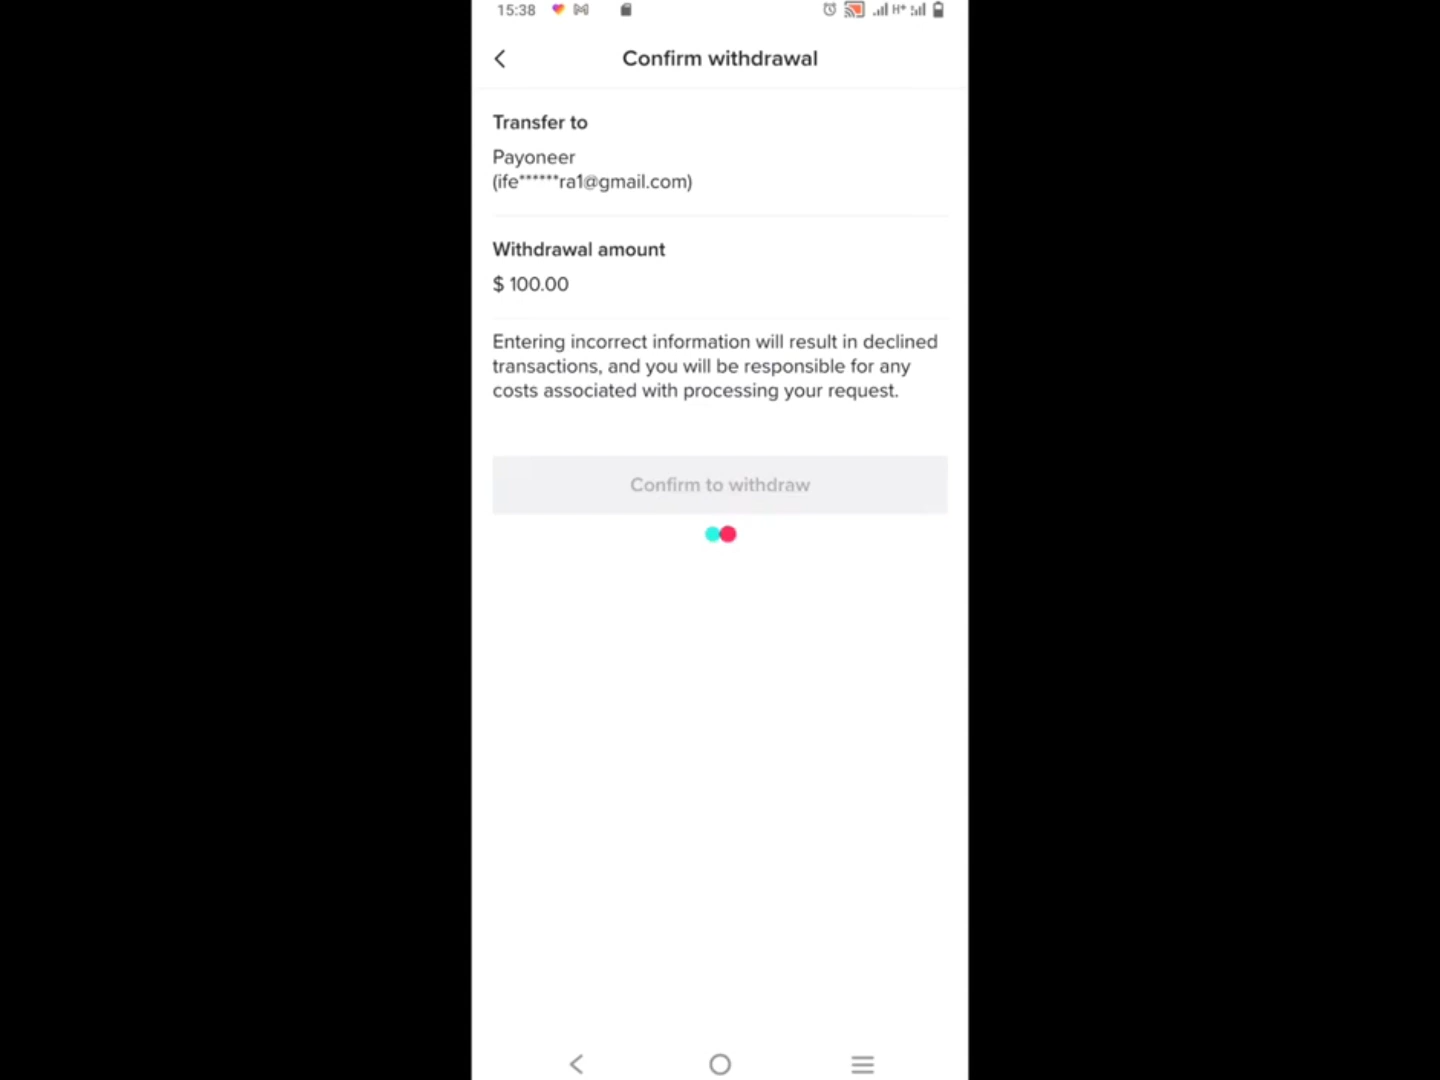 15:38
H+
Confirm withdrawal
Transfer to
Payoneer
(ife******ra1@gmail.com)
Withdrawal amount
$ 100.00
Entering incorrect information will result in declined
transactions, and you will be responsible for any
costs associated with processing your request.
Confirm to withdraw